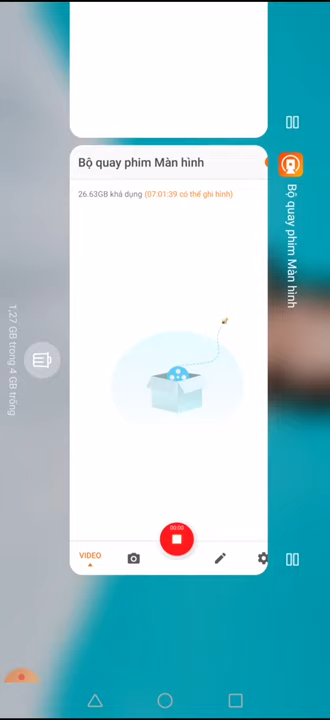 Bộ quay phim Màn hình
26.63GB khả dụng (07:01:39 có thể ghi hình)
00:00
VIDEO
Bộ quay phim Màn hình
1,27 GB trong 4 GB trống